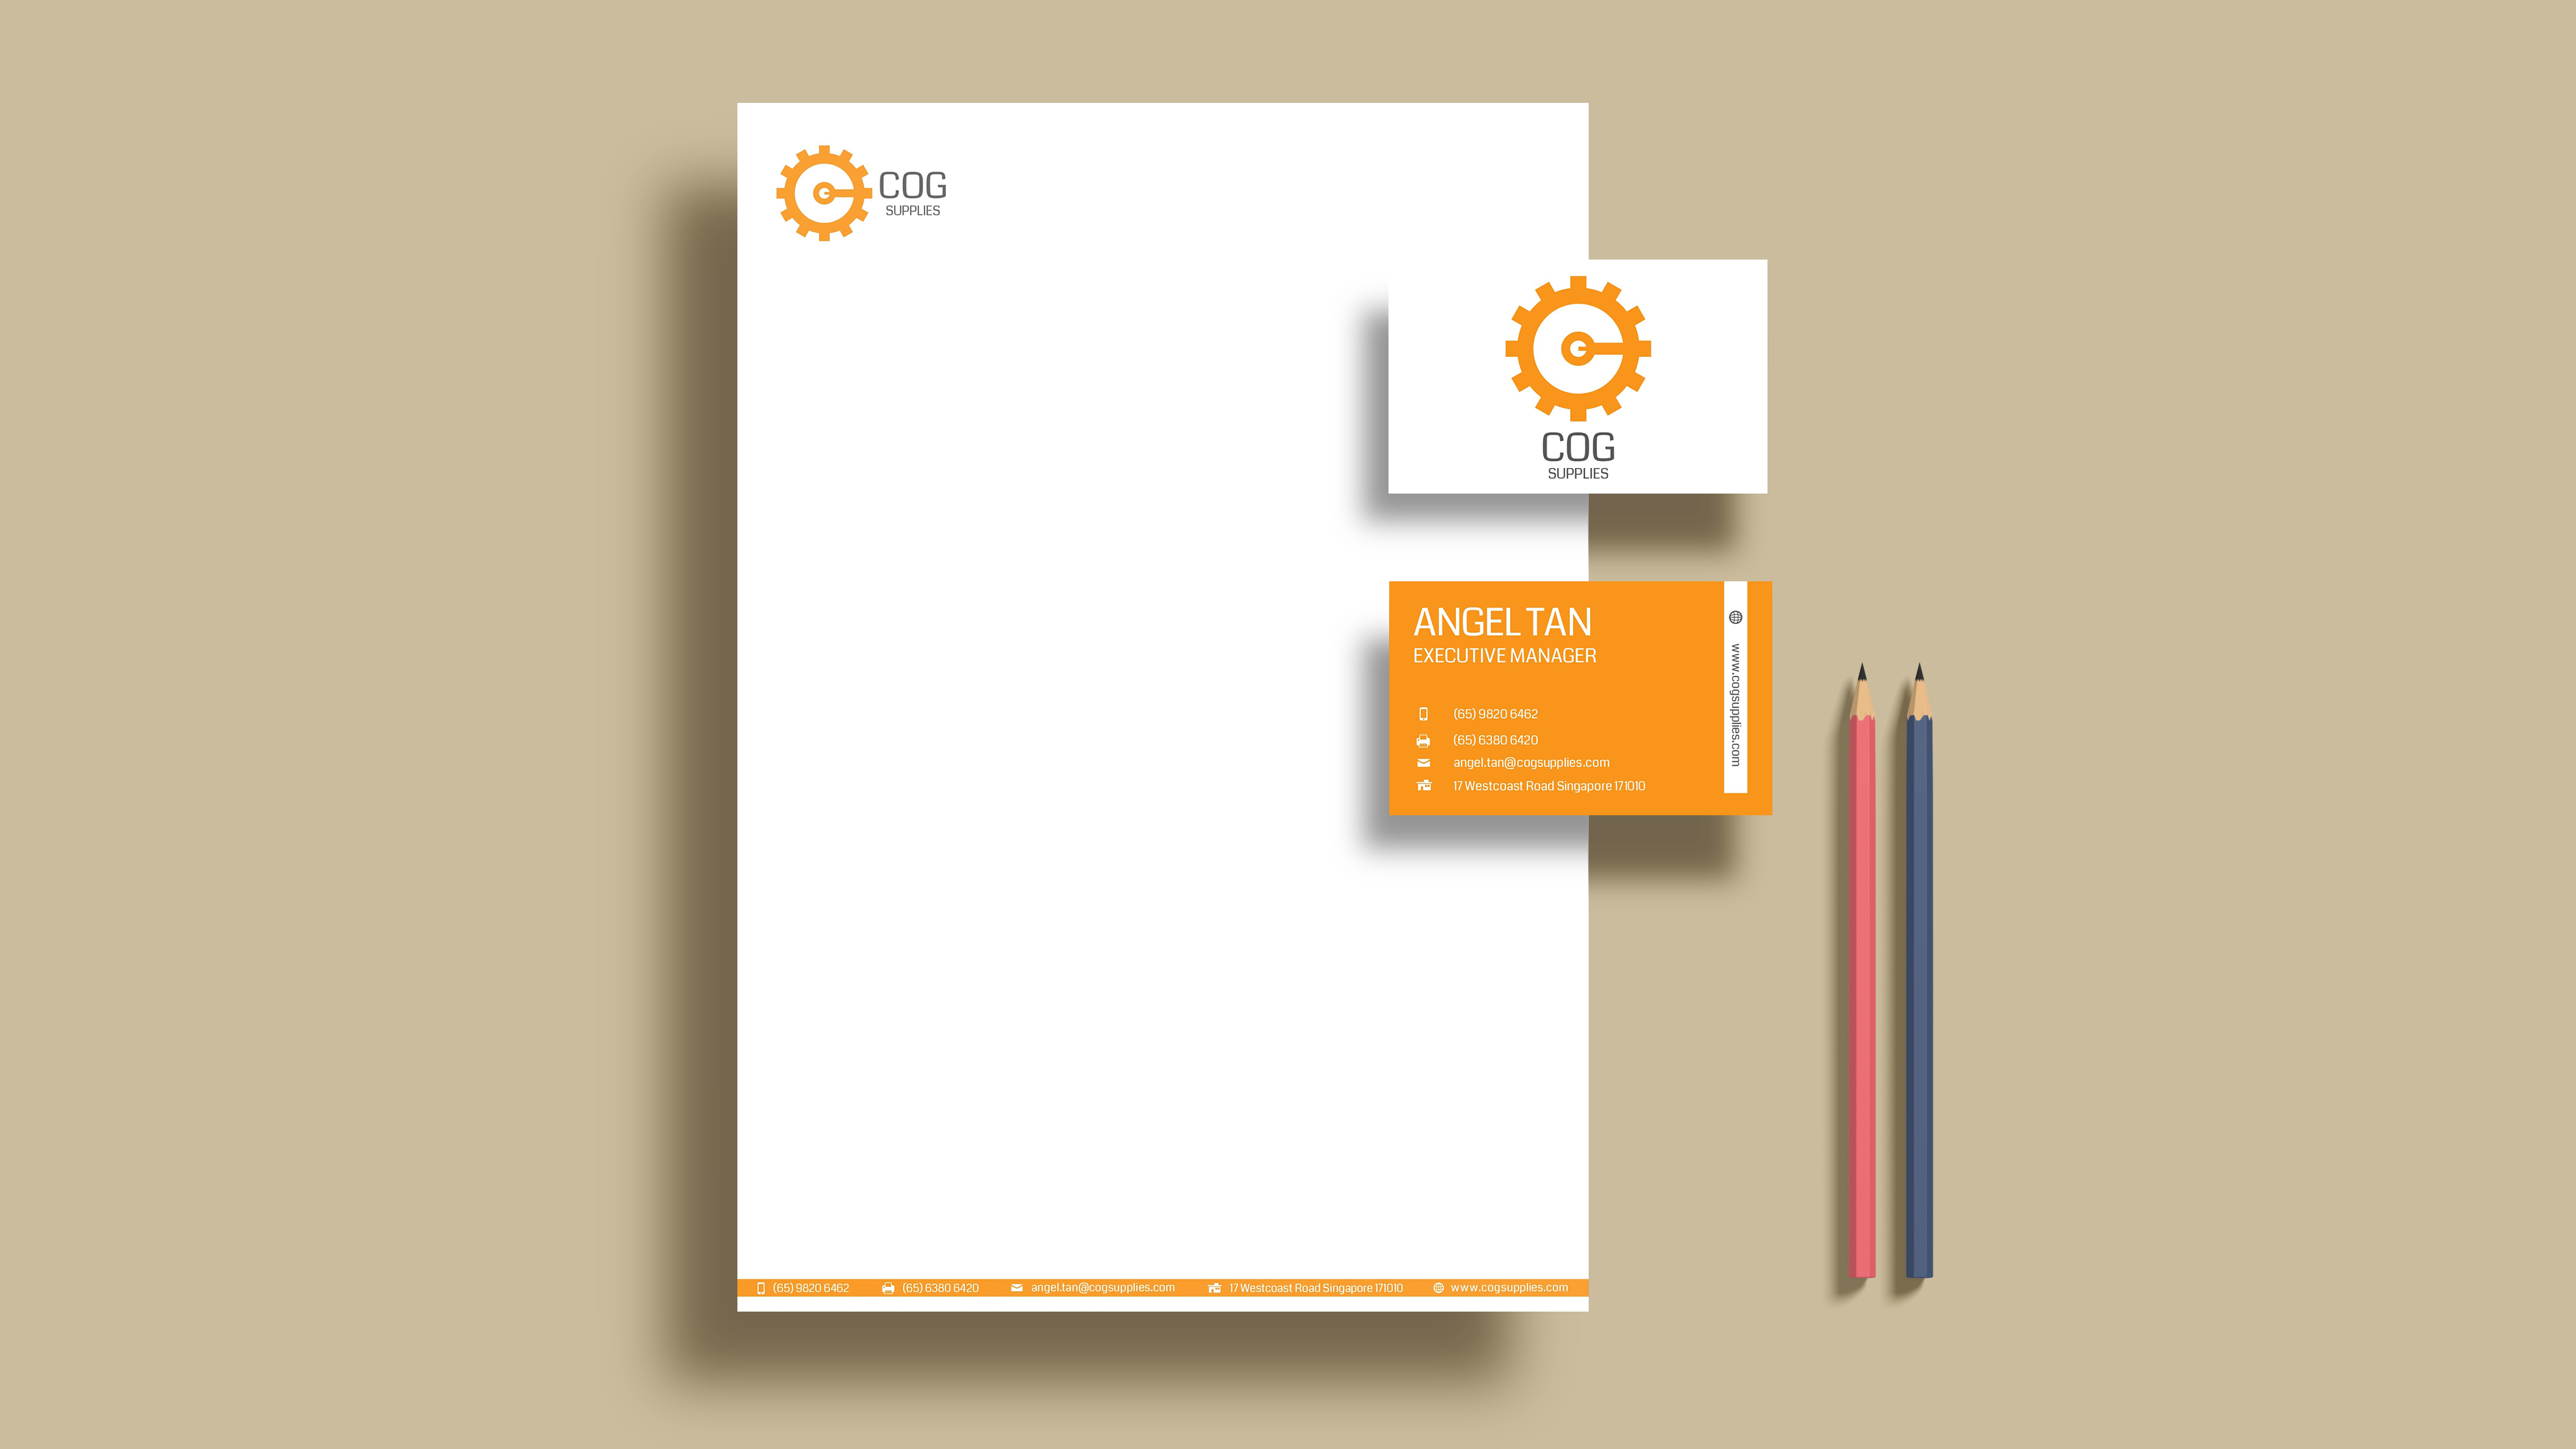 COG
SUPPLIES
COG
SUPPLIES
ANGEL TAN
EXECUTIVE MANAGER
(65) 9820 6462
(65) 6380 6420
angel.tan@cogsupplies.com
17 Westcoast Road Singapore 171010
www.cogsupplies.com
(65) 9820 6462 (65) 6380 6420 angel.tan@cogsupplies.com 17 Westcoast Road Singapore 171010 www.cogsupplies.com